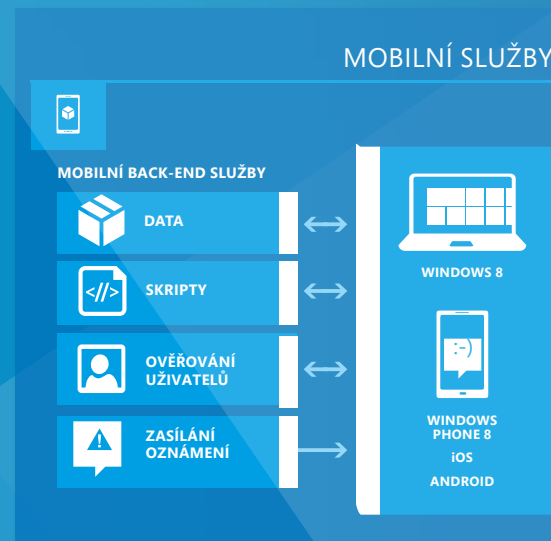 MOBILNÍ SLUŽBY
MOBILNÍ BACK-END SLUŽBY
DATA
SKRIPTY
</>
OVĚŘOVÁNÍ
UŽIVATELŮ
ZASÍLÁNÍ
OZNÁMENÍ
WINDOWS 8
:-)
WINDOWS
PHONE 8
iOS
ANDROID